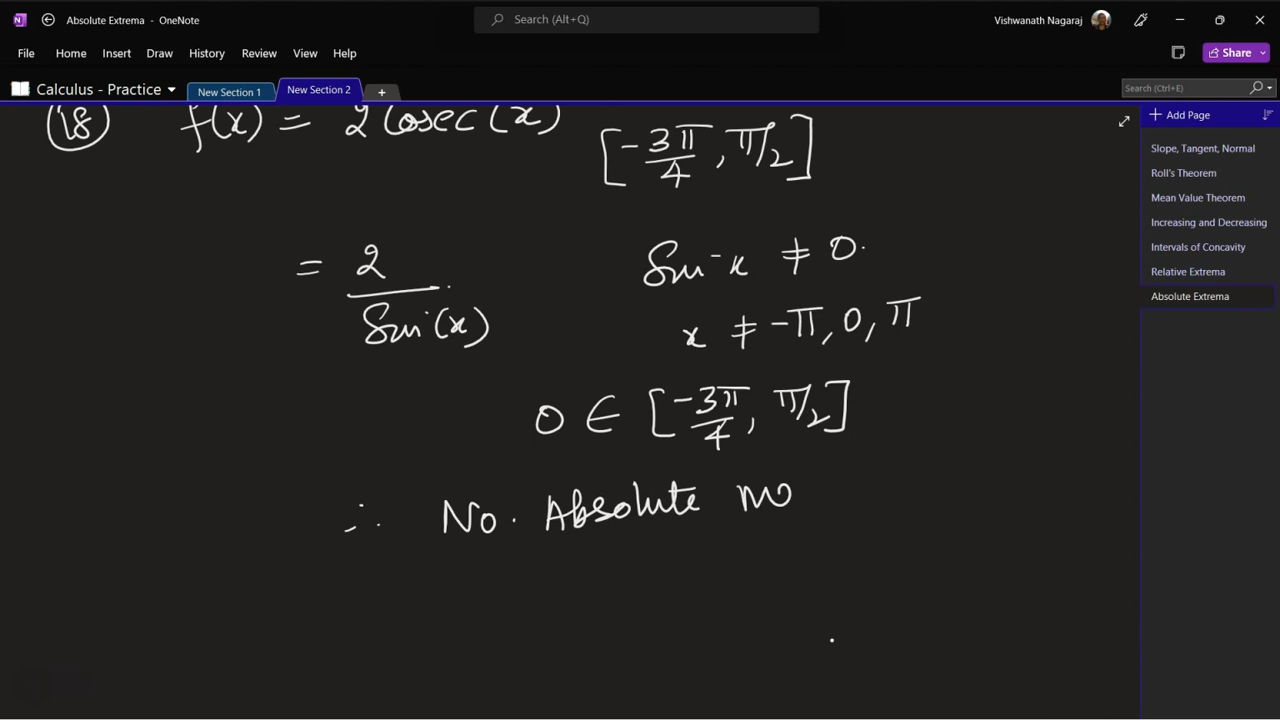 Absolute Extrema - OneNote
Search (Alt+Q)
Vishwanath Nagaraj
File Home Insert Draw History Review View Help
Share
Calculus - Practice
New Section 1
New Section 2
+
Search (Ctrl+E)
Add Page
Slope, Tangent, Normal
Roll's Theorem
Mean Value Theorem
Increasing and Decreasing
Intervals of Concavity
Relative Extrema
Absolute Extrema
(18) f(x) = 2 Cosec(x) [-3π/4, π/2]
= 2/Sin(x) Sin x ≠ 0.
x ≠ -π, 0, π
0 ∈ [-3π/4, π/2]
∴ No. Absolute